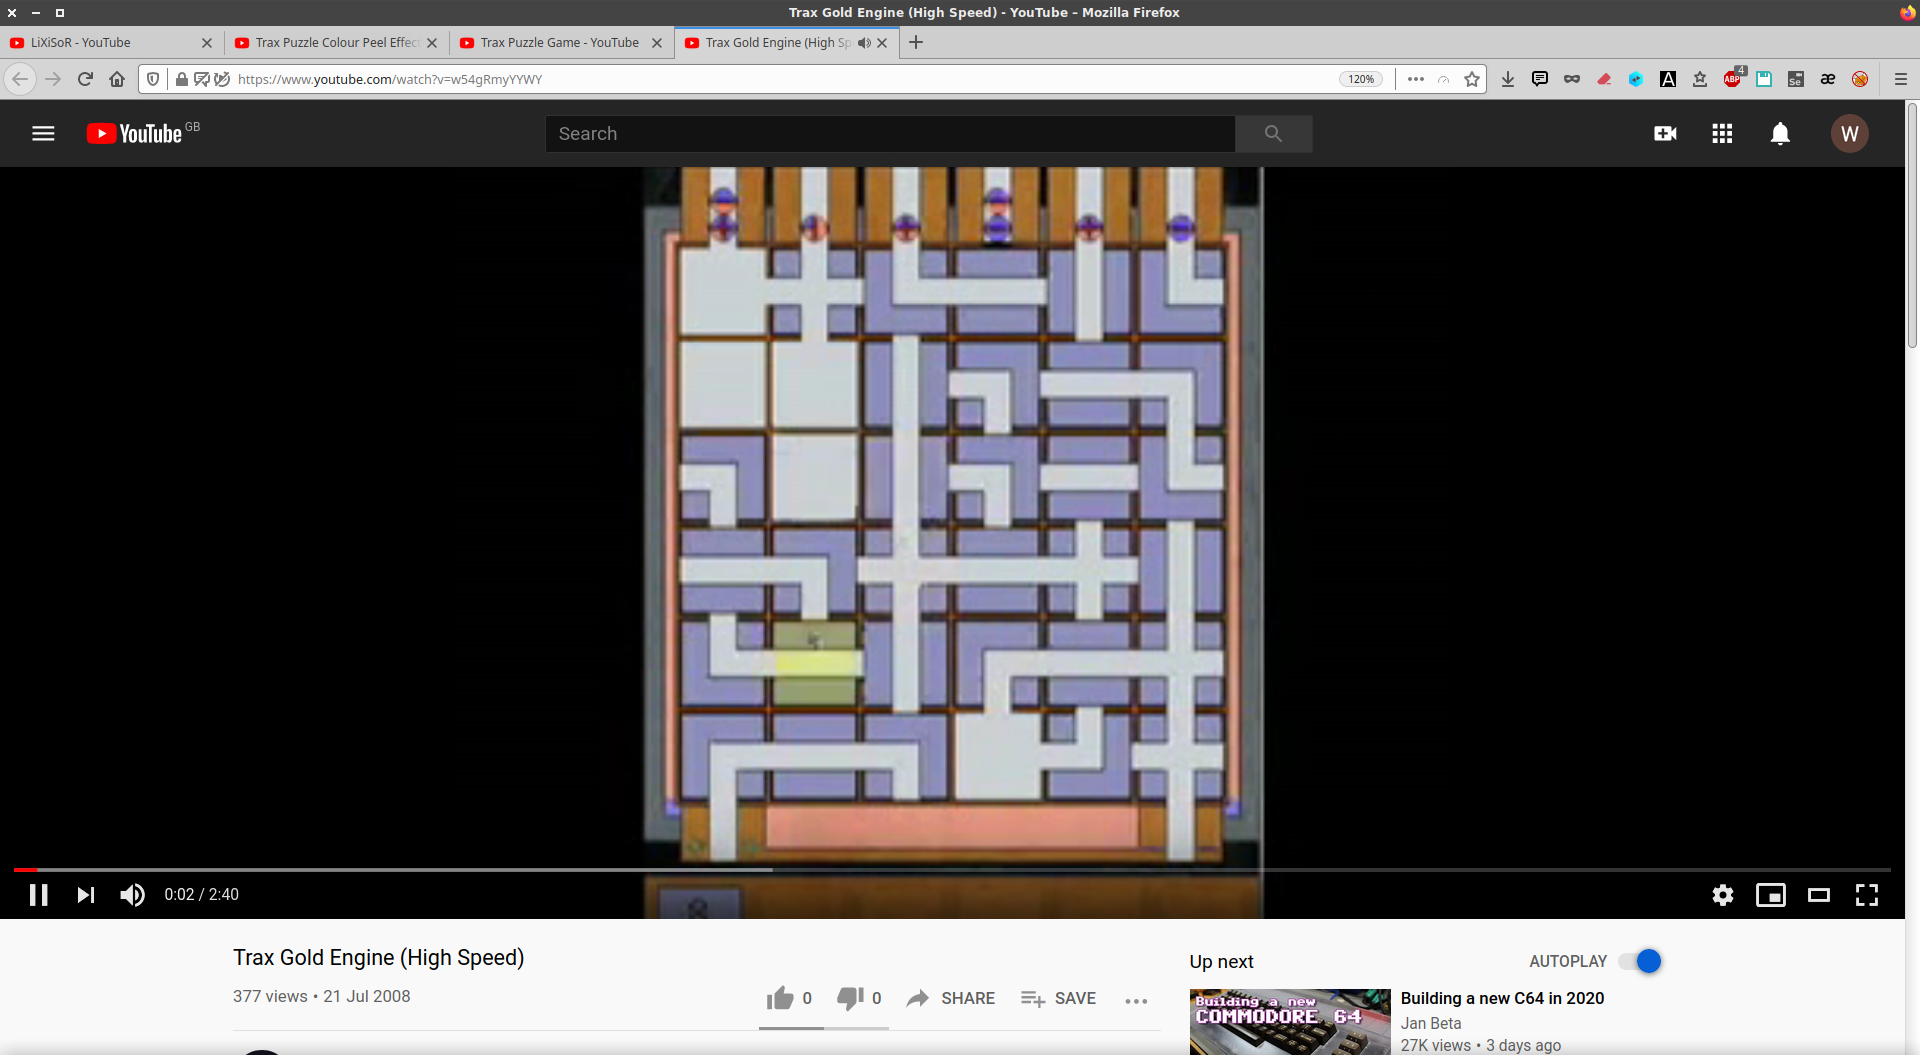 Trax Gold Engine (High Speed) - YouTube – Mozilla Firefox
LiXiSoR - YouTube
Trax Puzzle Colour Peel Effec
Trax Puzzle Game - YouTube
Trax Gold Engine (High Sp
https://www.youtube.com/watch?v=w54gRmyYYWY
120%
A
ABP
4
Se
æ
YouTube GB
Search
W
0:02 / 2:40
Trax Gold Engine (High Speed)
377 views • 21 Jul 2008
0
0
SHARE
SAVE
Up next
AUTOPLAY
Building a new
COMMODORE 64
Building a new C64 in 2020
Jan Beta
27K views • 3 days ago